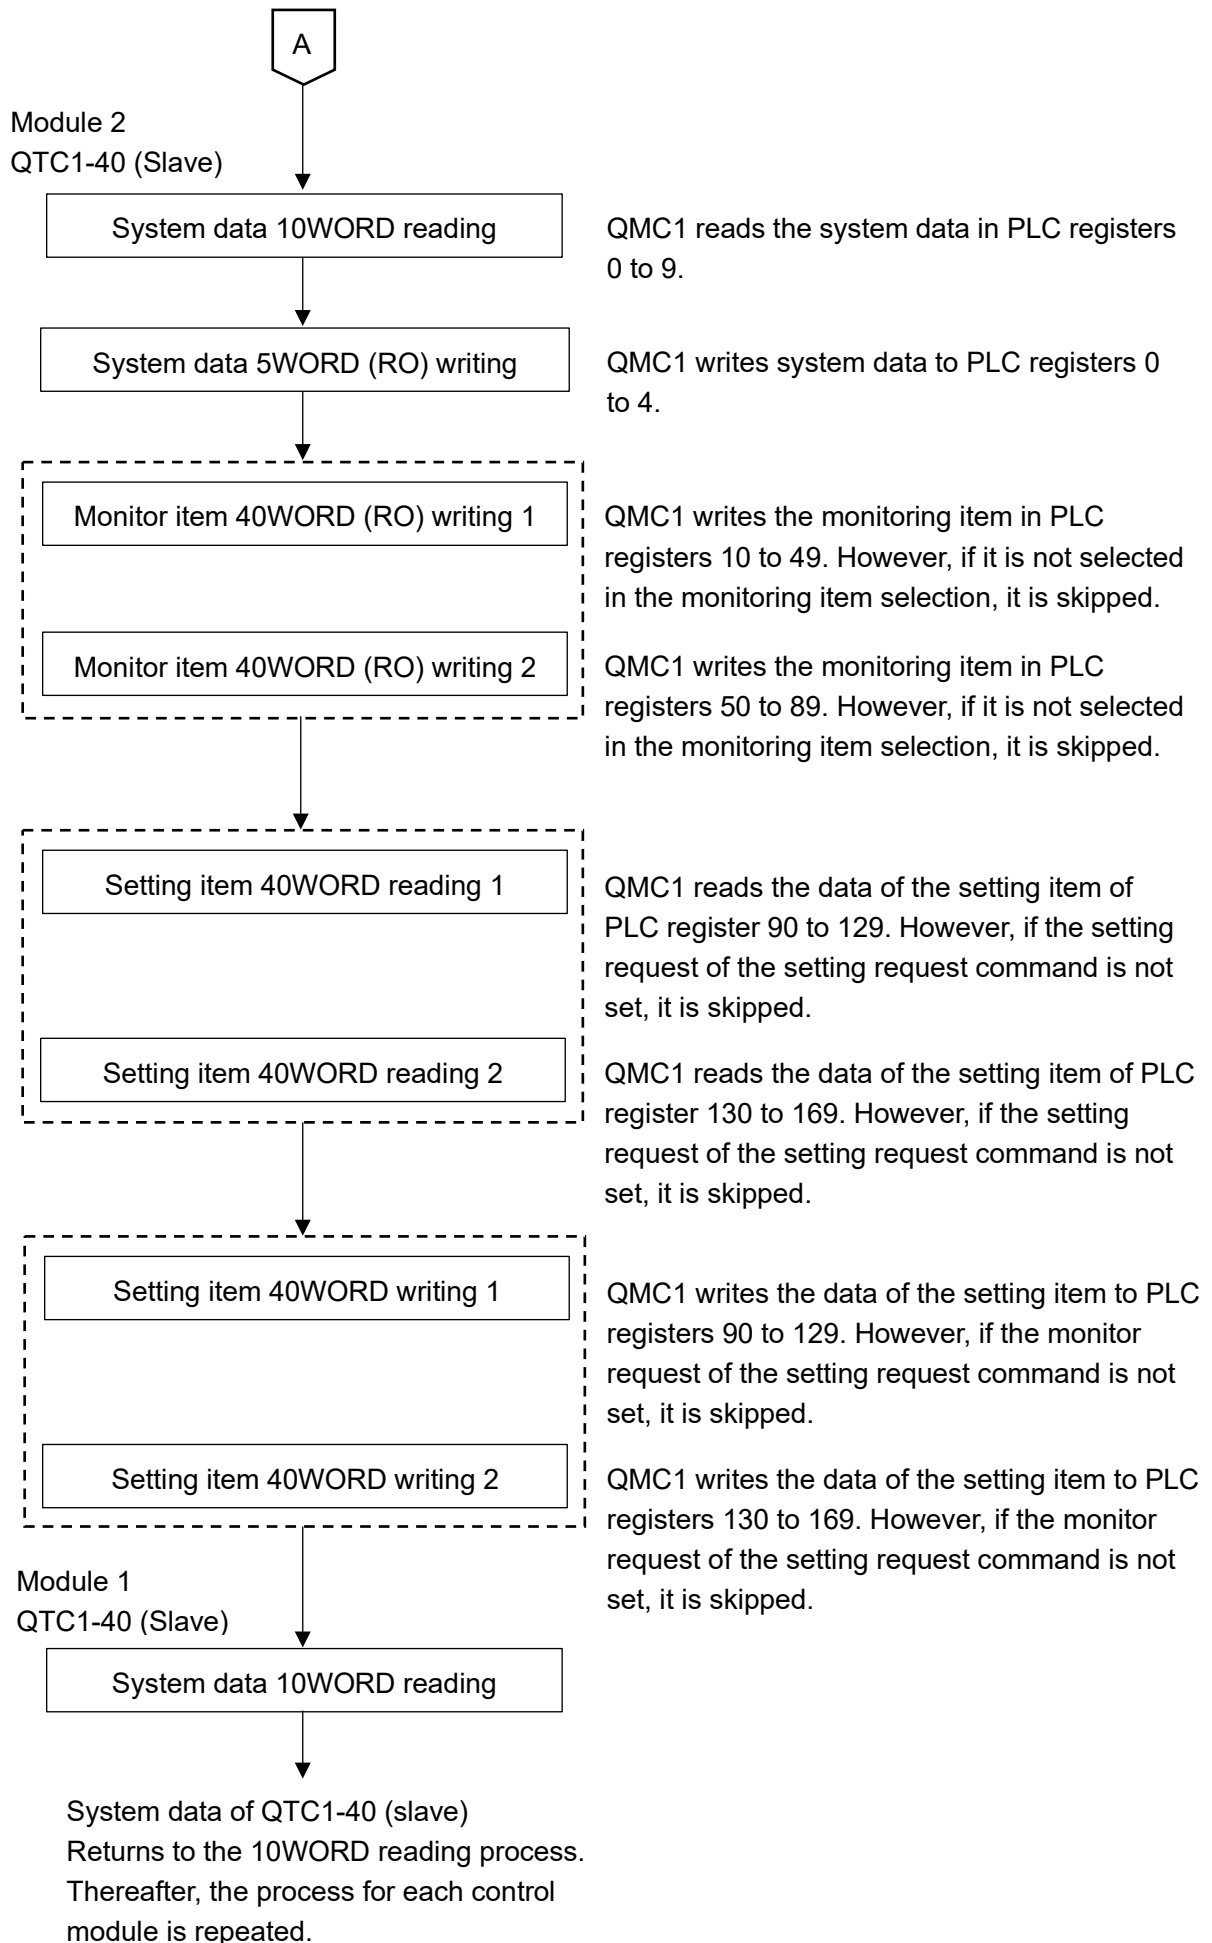 A
Module 2
QTC1-40 (Slave)
System data 10WORD reading
QMC1 reads the system data in PLC registers
0 to 9.
System data 5WORD (RO) writing
QMC1 writes system data to PLC registers 0
to 4.
Monitor item 40WORD (RO) writing 1
QMC1 writes the monitoring item in PLC
registers 10 to 49. However, if it is not selected
in the monitoring item selection, it is skipped.
Monitor item 40WORD (RO) writing 2
QMC1 writes the monitoring item in PLC
registers 50 to 89. However, if it is not selected
in the monitoring item selection, it is skipped.
Setting item 40WORD reading 1
QMC1 reads the data of the setting item of
PLC register 90 to 129. However, if the setting
request of the setting request command is not
set, it is skipped.
Setting item 40WORD reading 2
QMC1 reads the data of the setting item of PLC
register 130 to 169. However, if the setting
request of the setting request command is not
set, it is skipped.
Setting item 40WORD writing 1
QMC1 writes the data of the setting item to PLC
registers 90 to 129. However, if the monitor
request of the setting request command is not
set, it is skipped.
Setting item 40WORD writing 2
QMC1 writes the data of the setting item to PLC
registers 130 to 169. However, if the monitor
request of the setting request command is not
set, it is skipped.
Module 1
QTC1-40 (Slave)
System data 10WORD reading
System data of QTC1-40 (slave)
Returns to the 10WORD reading process.
Thereafter, the process for each control
module is repeated.